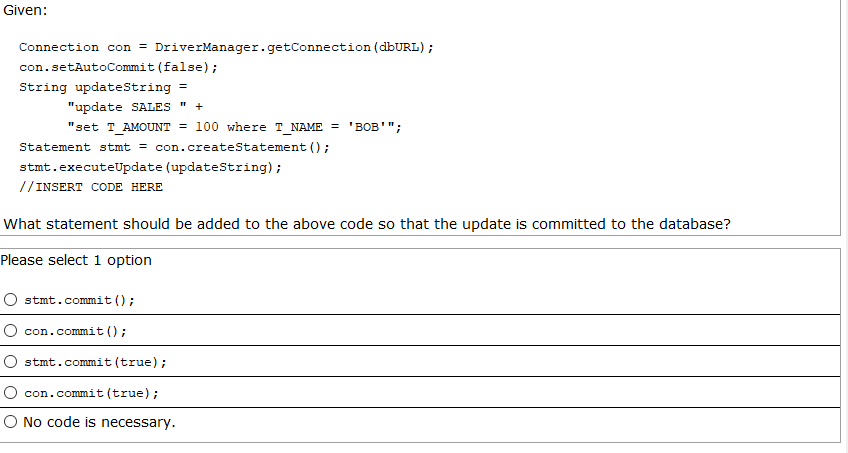 Given:
Connection con = DriverManager.getConnection(dbURL);
con.setAutoCommit(false);
String updateString =
"update SALES " +
"set T_AMOUNT = 100 where T_NAME = 'BOB'";
Statement stmt = con.createStatement();
stmt.executeUpdate(updateString);
//INSERT CODE HERE
What statement should be added to the above code so that the update is committed to the database?
Please select 1 option
stmt.commit();
con.commit();
stmt.commit(true);
con.commit(true);
No code is necessary.